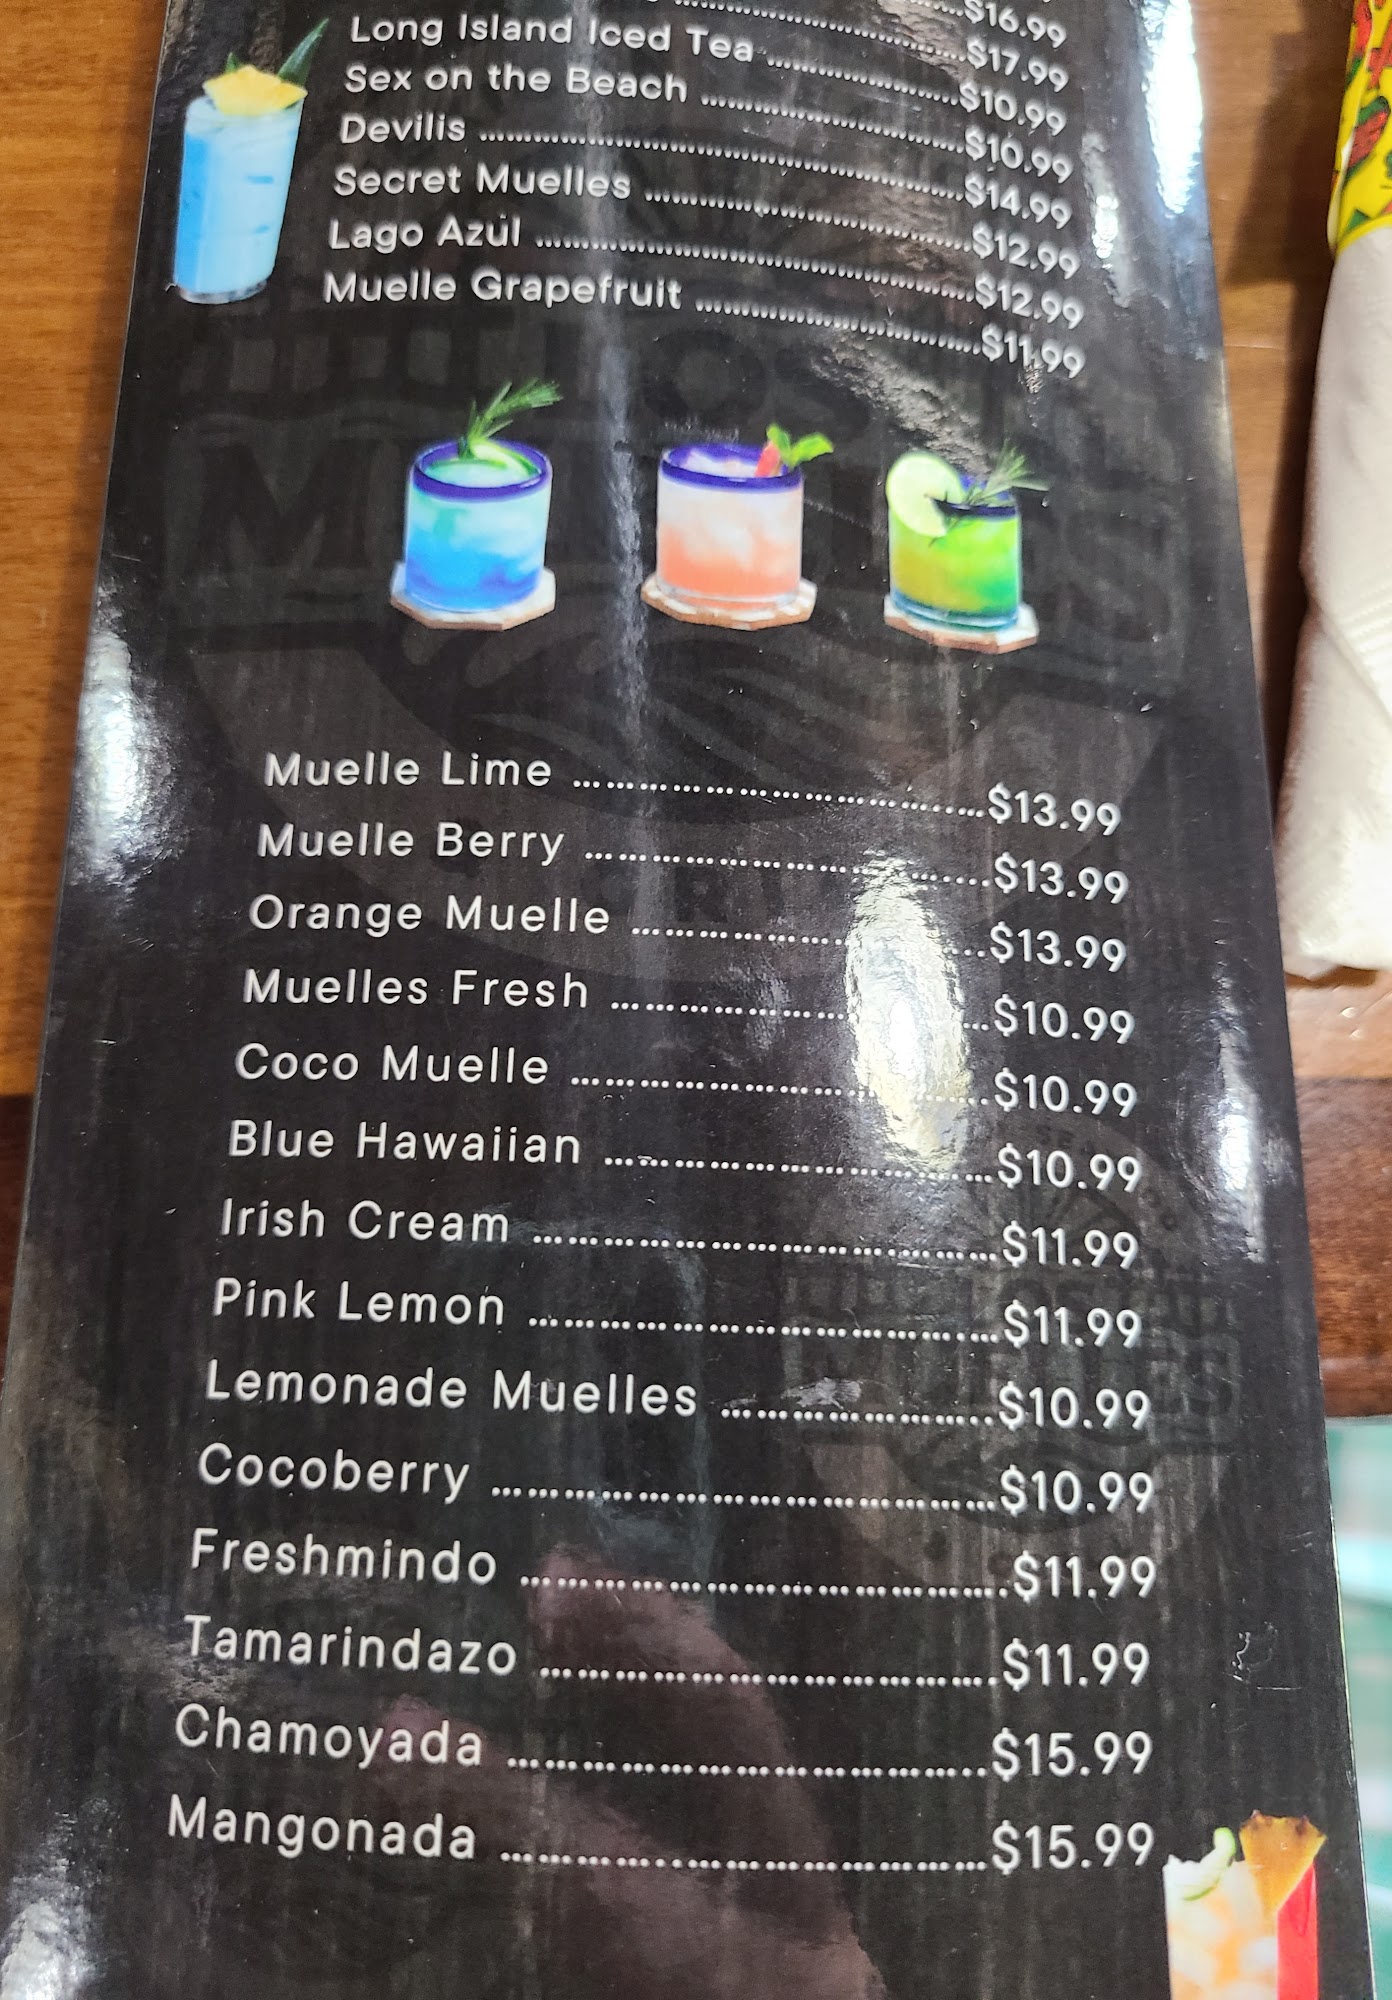 $16.99
$17.99
Long Island Iced Tea ........ $10.99
Sex on the Beach ........ $10.99
Devilis ........ $14.99
Secret Muelles ........ $12.99
Lago Azul ........ $12.99
Muelle Grapefruit ........ $11.99
Muelle Lime ........ $13.99
Muelle Berry ........ $13.99
Orange Muelle ........ $13.99
Muelles Fresh ........ $10.99
Coco Muelle ........ $10.99
Blue Hawaiian ........ $10.99
Irish Cream ........ $11.99
Pink Lemon ........ $11.99
Lemonade Muelles ........ $10.99
Cocoberry ........ $10.99
Freshmindo ........ $11.99
Tamarindazo ........ $11.99
Chamoyada ........ $15.99
Mangonada ........ $15.99